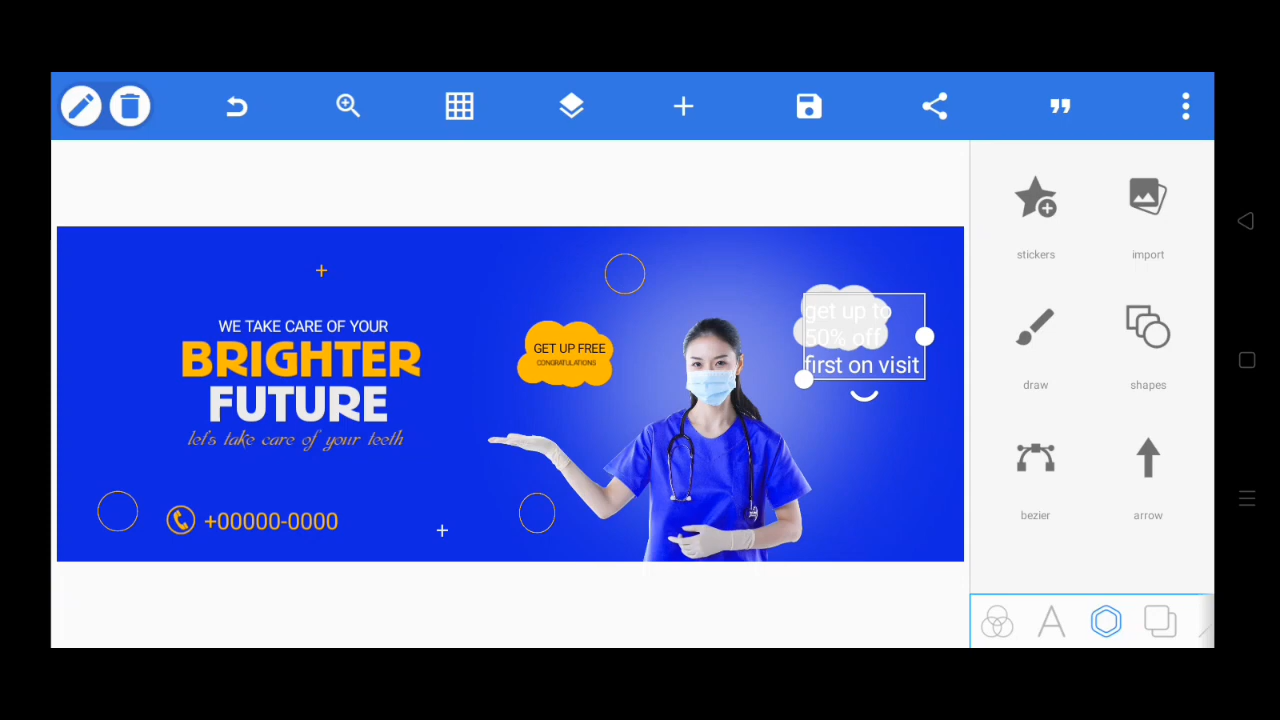 WE TAKE CARE OF YOUR
BRIGHTER
FUTURE
let's take care of your teeth
+00000-0000
GET UP FREE
CONGRATULATIONS
get up to
50% off
first on visit
stickers
import
draw
shapes
bezier
arrow